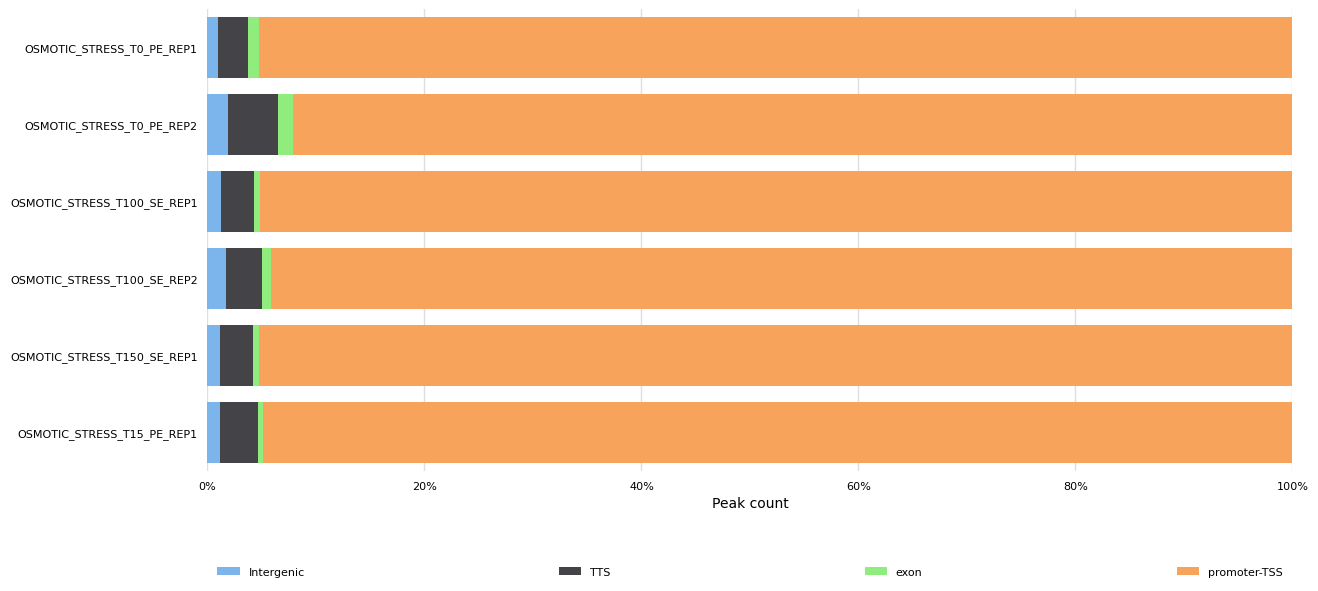 OSMOTIC_STRESS_T0_PE_REP1
OSMOTIC_STRESS_T0_PE_REP2
OSMOTIC_STRESS_T100_SE_REP1
OSMOTIC_STRESS_T100_SE_REP2
OSMOTIC_STRESS_T150_SE_REP1
OSMOTIC_STRESS_T15_PE_REP1
0% 20% 40% 60% 80% 100%
Peak count
Intergenic TTS exon promoter-TSS